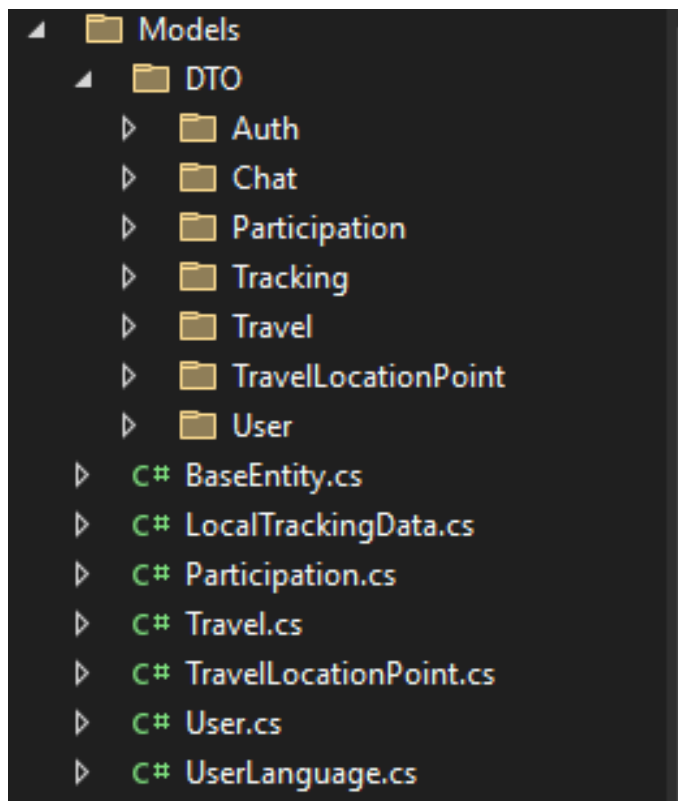 Models
DTO
Auth
Chat
Participation
Tracking
Travel
TravelLocationPoint
User
C# BaseEntity.cs
C# LocalTrackingData.cs
C# Participation.cs
C# Travel.cs
C# TravelLocationPoint.cs
C# User.cs
C# UserLanguage.cs